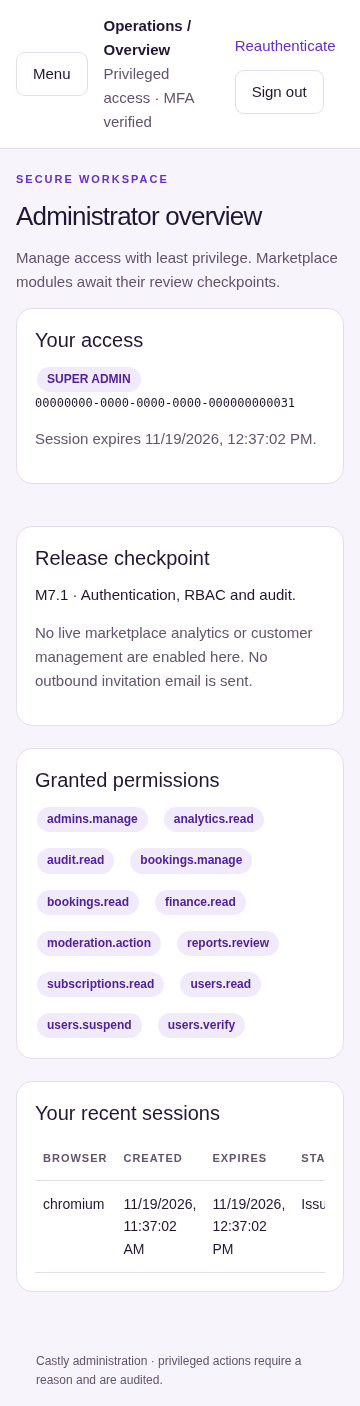 Menu
Operations /
Overview
Privileged
access · MFA
verified
Reauthenticate
Sign out
SECURE WORKSPACE
Administrator overview
Manage access with least privilege. Marketplace
modules await their review checkpoints.
Your access
SUPER ADMIN
00000000-0000-0000-0000-000000000031
Session expires 11/19/2026, 12:37:02 PM.
Release checkpoint
M7.1 · Authentication, RBAC and audit.
No live marketplace analytics or customer
management are enabled here. No
outbound invitation email is sent.
Granted permissions
admins.manage analytics.read
audit.read bookings.manage
bookings.read finance.read
moderation.action reports.review
subscriptions.read users.read
users.suspend users.verify
Your recent sessions
BROWSER CREATED EXPIRES STA
chromium 11/19/2026, 11/19/2026, Issu
11:37:02 12:37:02
AM PM
Castly administration · privileged actions require a
reason and are audited.